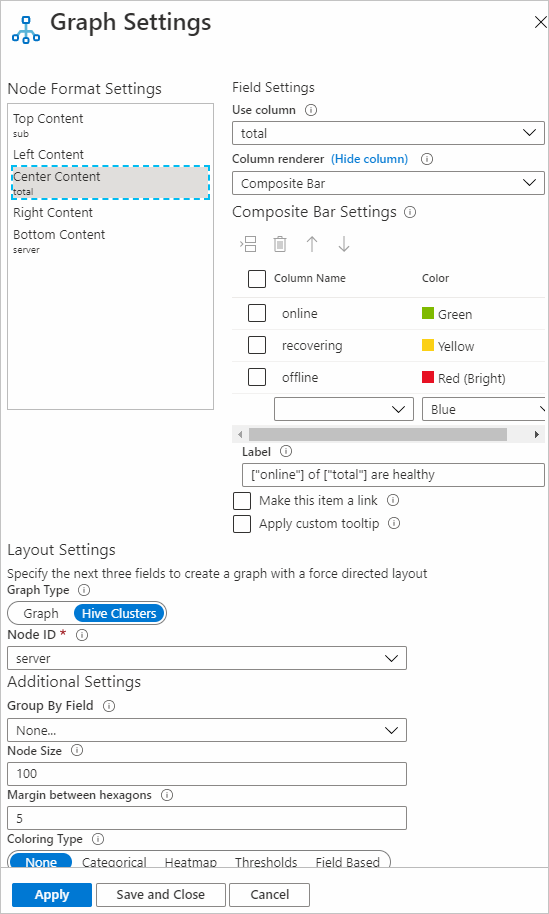 Graph Settings
Node Format Settings
Top Content
sub
Left Content
Center Content
total
Right Content
Bottom Content
server
Field Settings
Use column
total
Column renderer (Hide column)
Composite Bar
Composite Bar Settings
Column Name Color
online Green
recovering Yellow
offline Red (Bright)
Blue
Label
["online"] of ["total"] are healthy
Make this item a link
Apply custom tooltip
Layout Settings
Specify the next three fields to create a graph with a force directed layout
Graph Type
Graph Hive Clusters
Node ID *
server
Additional Settings
Group By Field
None...
Node Size
100
Margin between hexagons
5
Coloring Type
None Categorical Heatmap Thresholds Field Based
Apply Save and Close Cancel